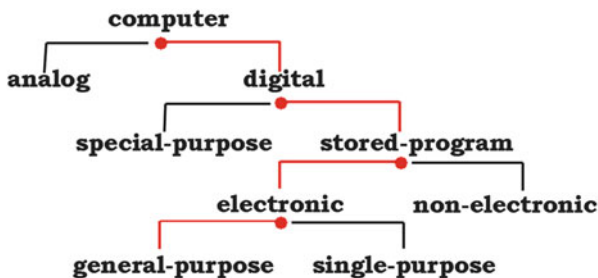 computer
analog digital
special-purpose stored-program
electronic non-electronic
general-purpose single-purpose